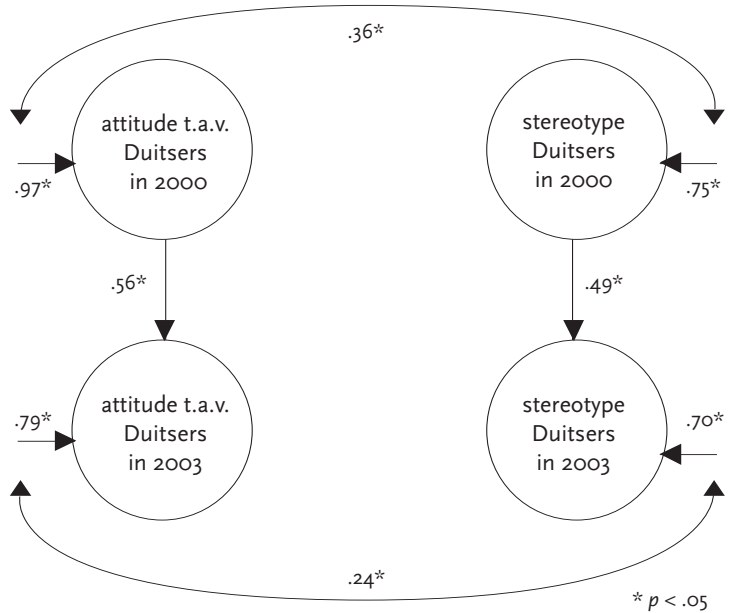 .36*
attitude t.a.v.
Duitsers
in 2000
stereotype
Duitsers
in 2000
.97*
.75*
.56*
.49*
attitude t.a.v.
Duitsers
in 2003
stereotype
Duitsers
in 2003
.79*
.70*
.24*
* p < .05